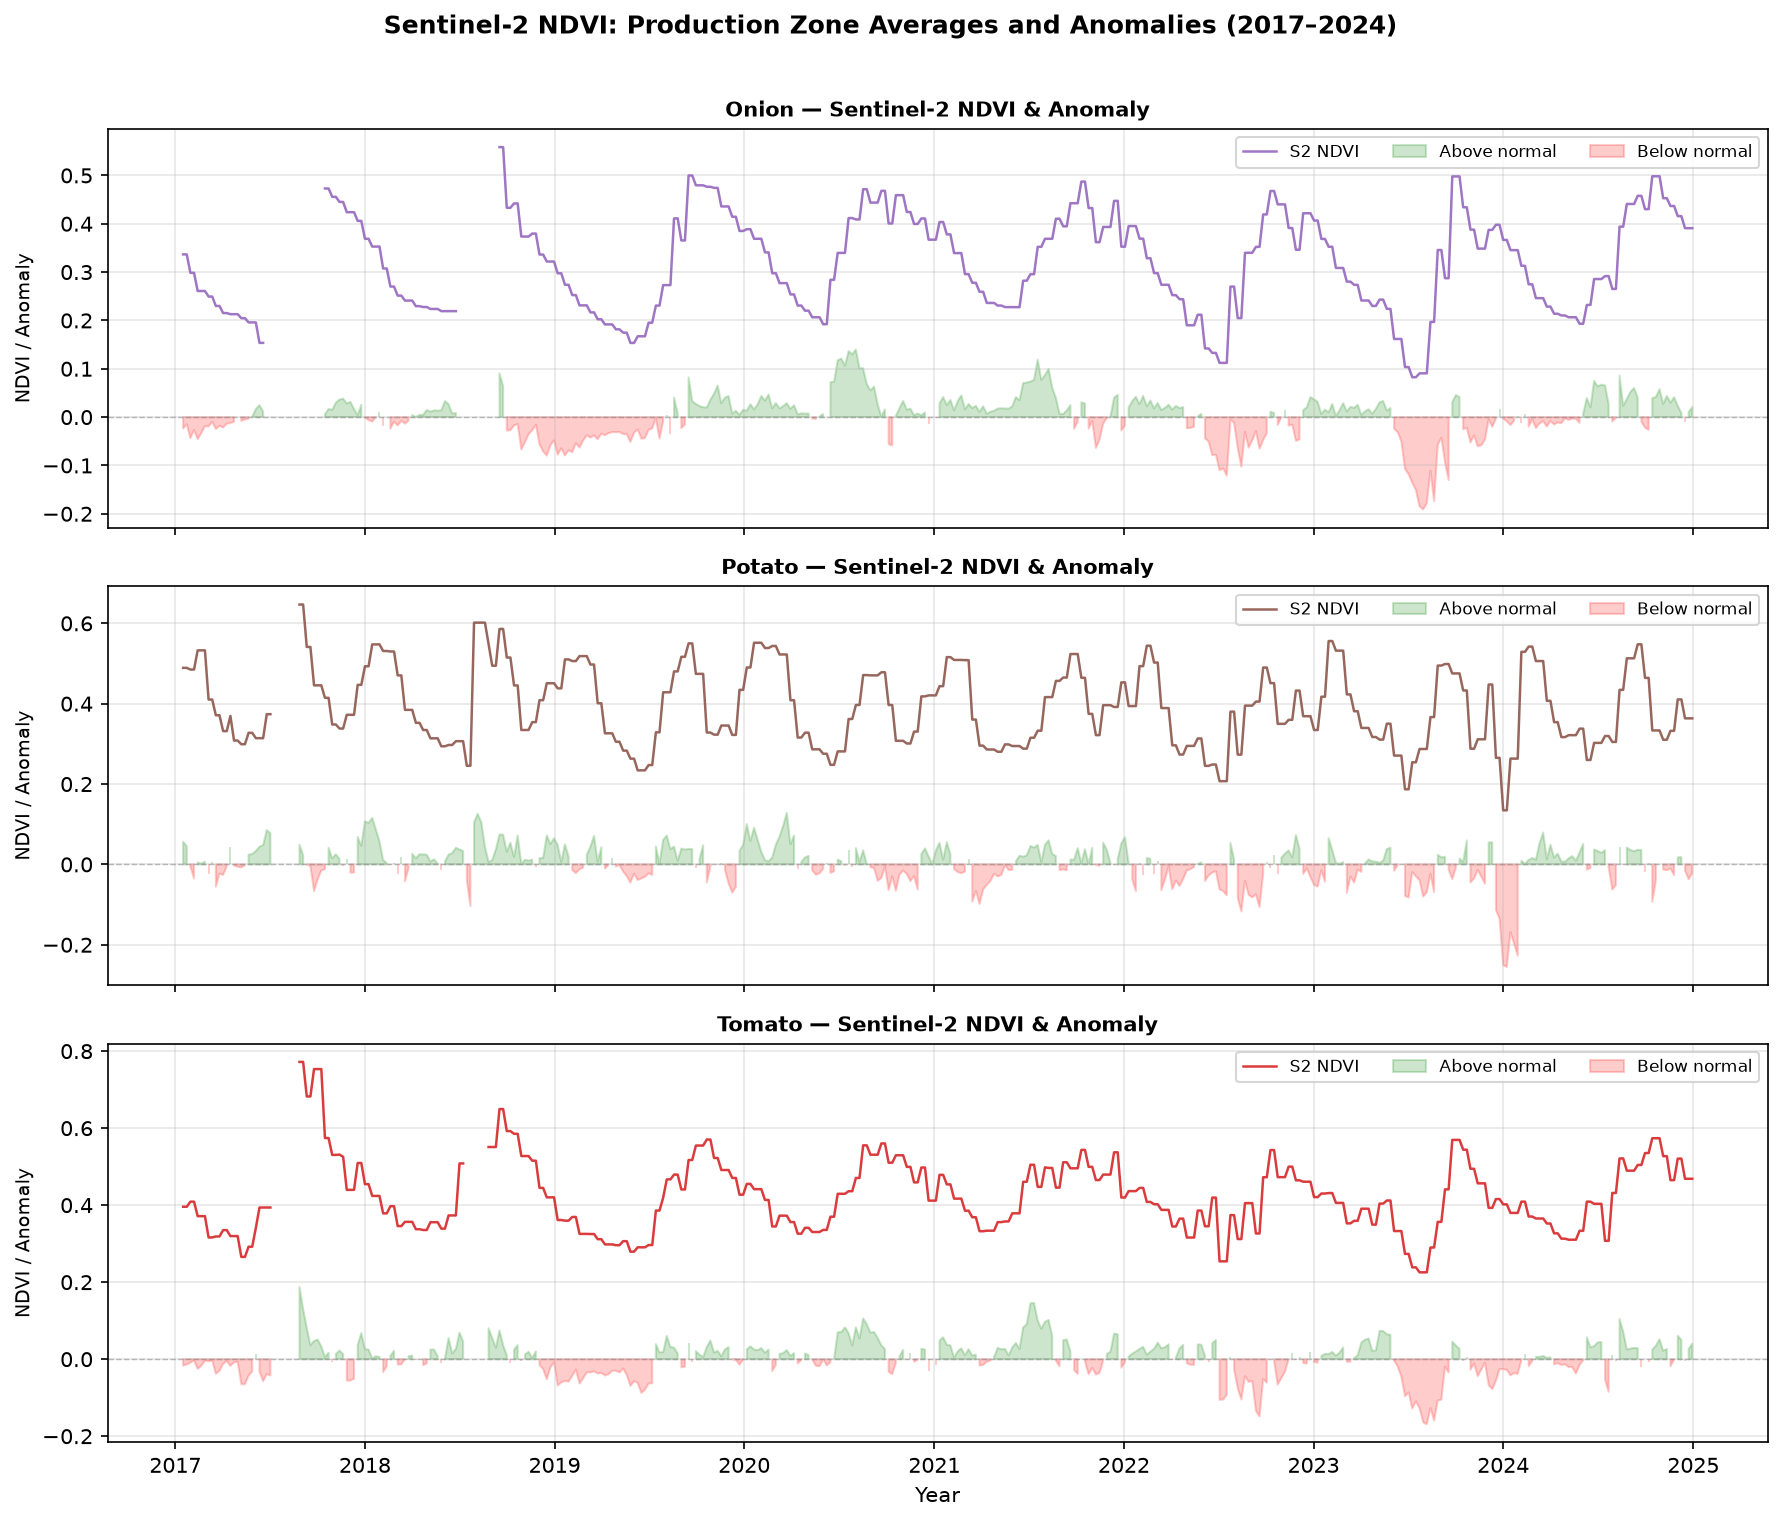 Sentinel-2 NDVI: Production Zone Averages and Anomalies (2017–2024)
Onion — Sentinel-2 NDVI & Anomaly
S2 NDVI Above normal Below normal
NDVI / Anomaly
0.5
0.4
0.3
0.2
0.1
0.0
−0.1
−0.2
Potato — Sentinel-2 NDVI & Anomaly
S2 NDVI Above normal Below normal
NDVI / Anomaly
0.6
0.4
0.2
0.0
−0.2
Tomato — Sentinel-2 NDVI & Anomaly
S2 NDVI Above normal Below normal
NDVI / Anomaly
0.8
0.6
0.4
0.2
0.0
−0.2
2017 2018 2019 2020 2021 2022 2023 2024 2025
Year